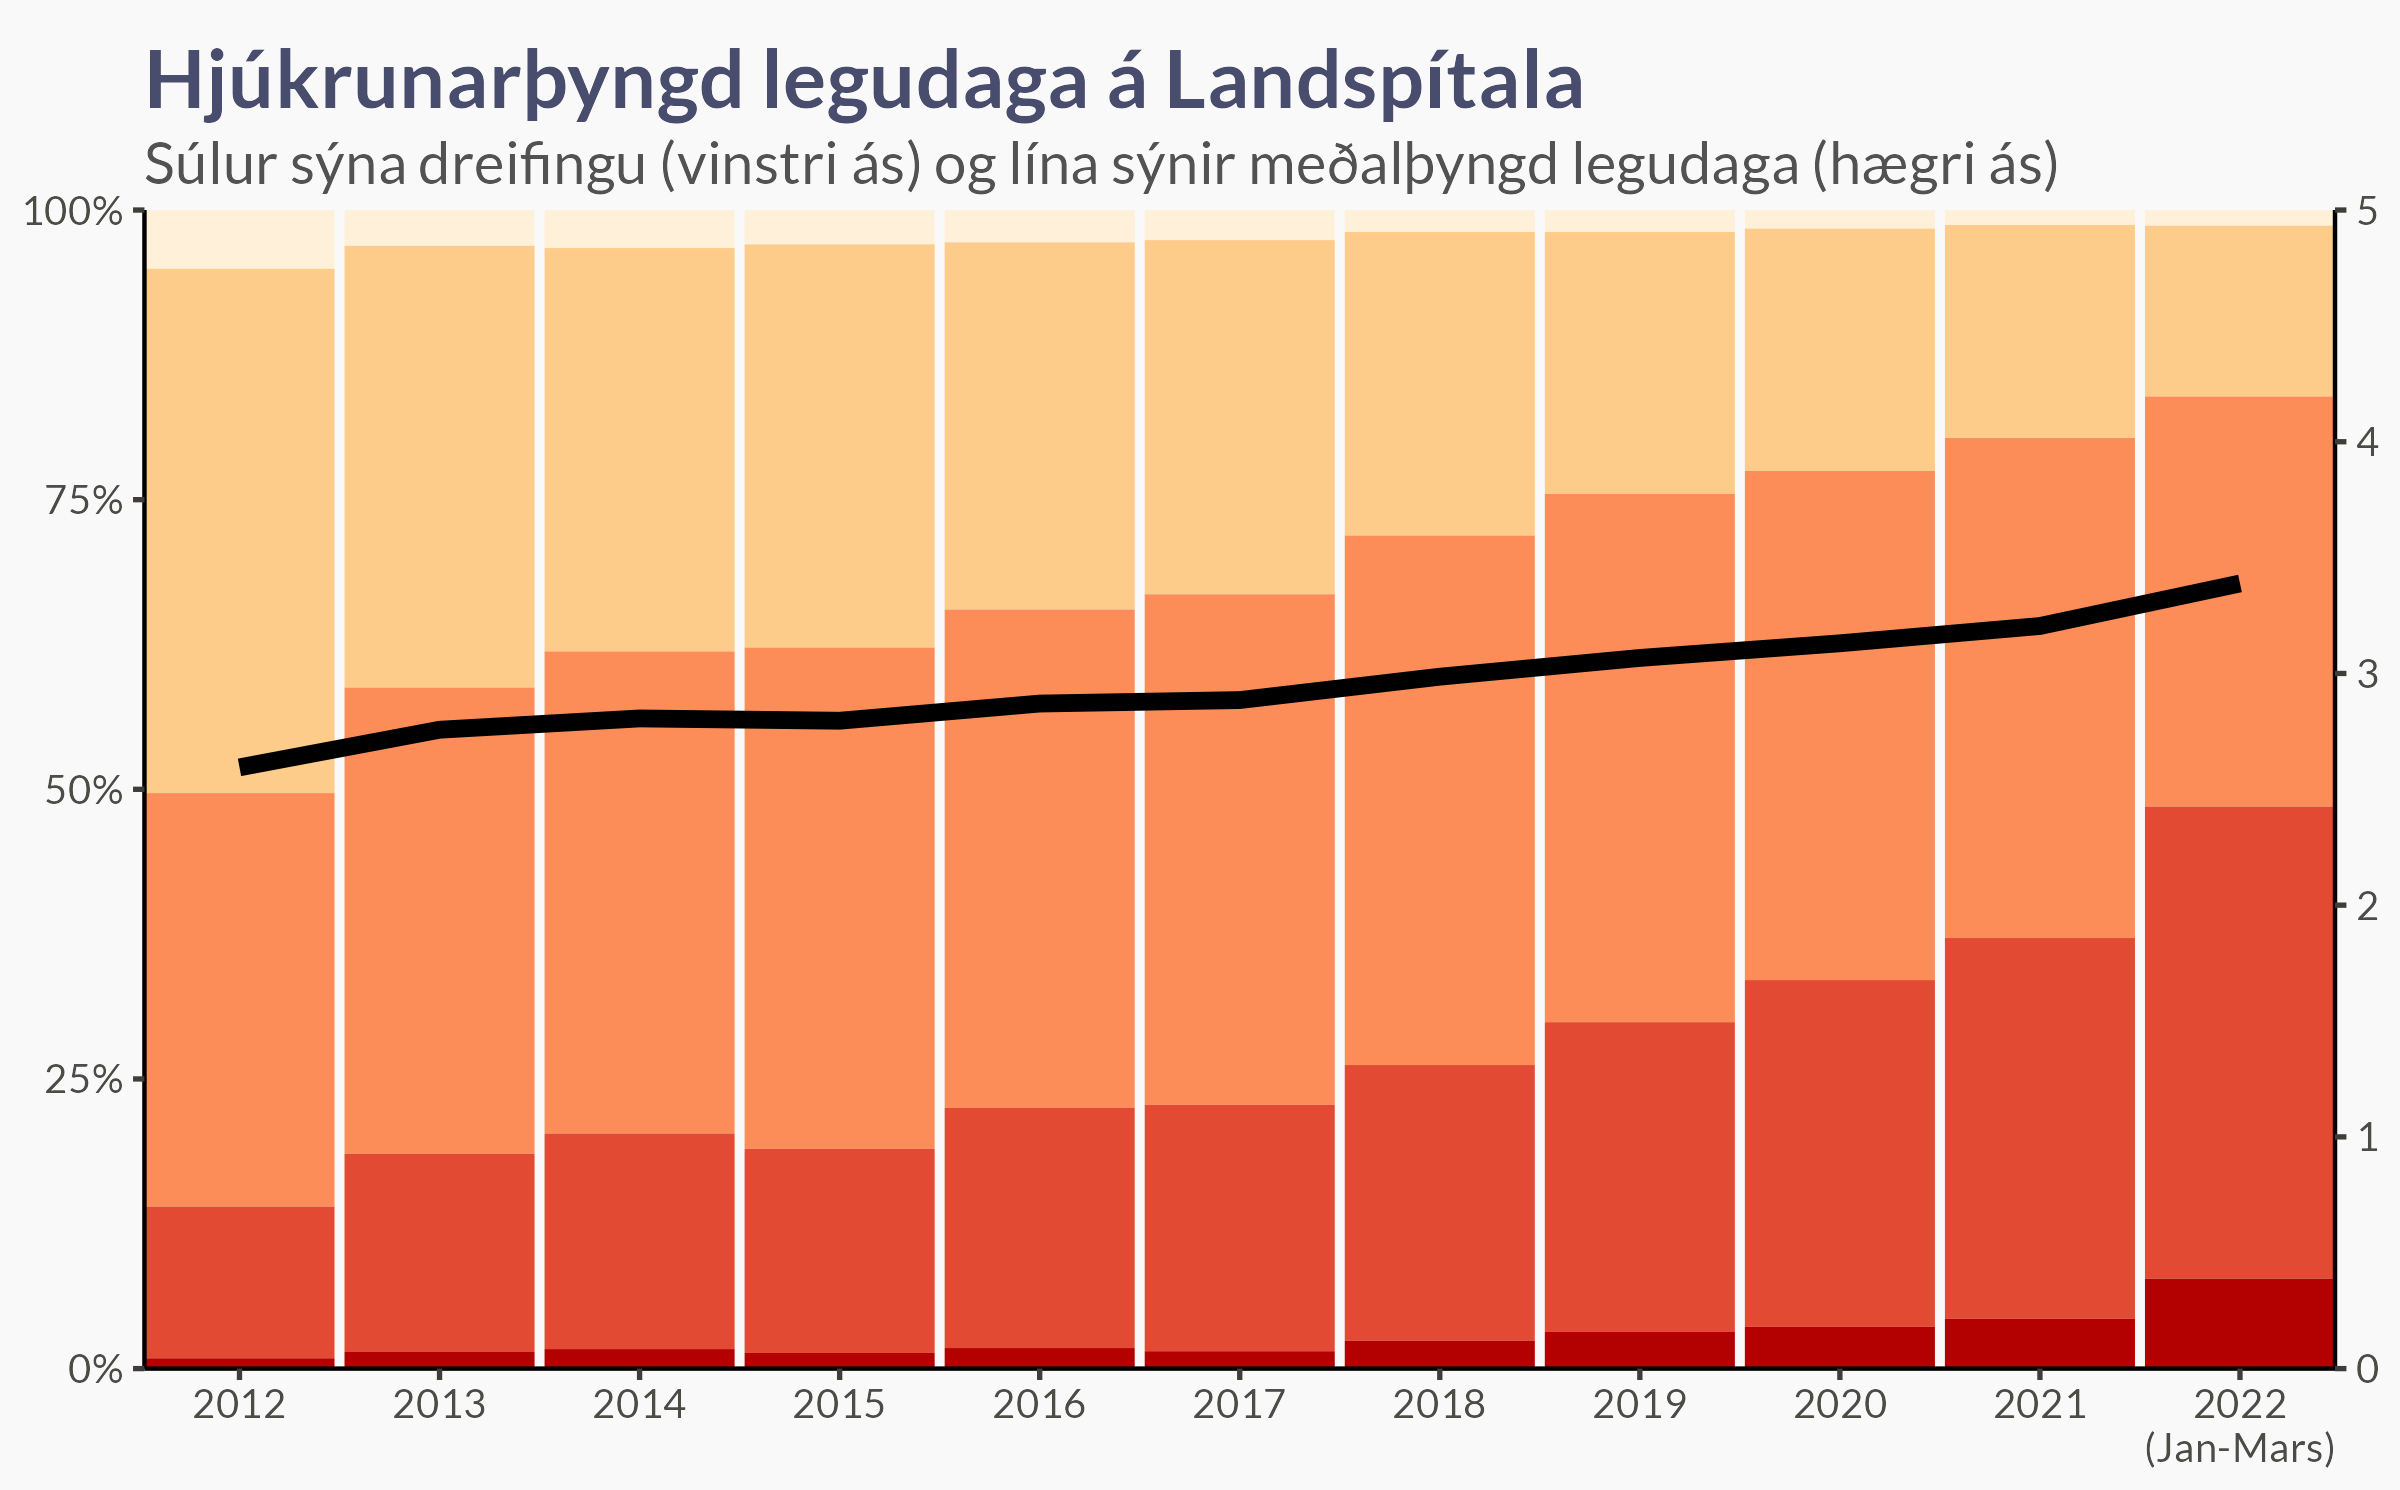 Hjúkrunarþyngd legudaga á Landspítala
Súlur sýna dreifingu (vinstri ás) og lína sýnir meðalþyngd legudaga (hægri ás)
100%
75%
50%
25%
0%
5
4
3
2
1
0
2012 2013 2014 2015 2016 2017 2018 2019 2020 2021 2022
(Jan-Mars)